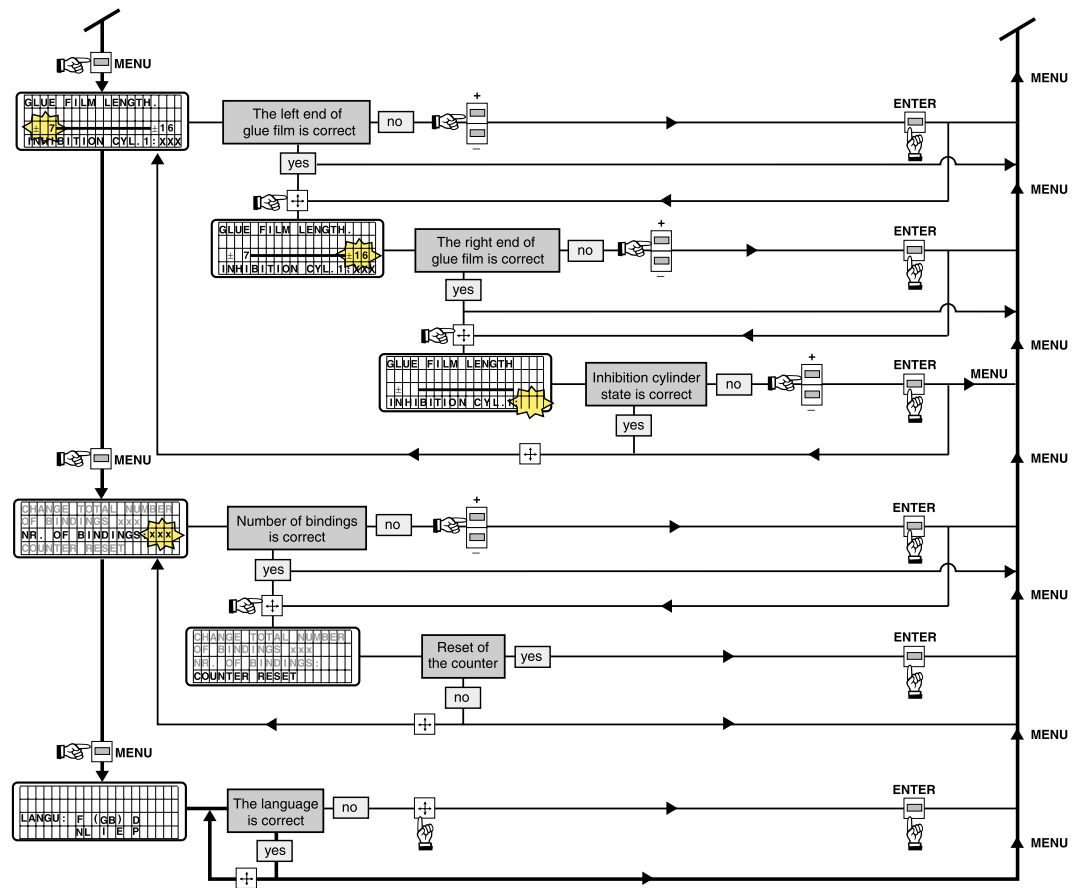 MENU
GLUE FILM LENGTH.
± 7 ±16
INHIBITION CYL.1:XXX
The left end of
glue film is correct
no
+
–
ENTER
MENU
yes
MENU
GLUE FILM LENGTH.
± 7 ±16
INHIBITION CYL.1:XXX
The right end of
glue film is correct
no
+
–
ENTER
yes
MENU
GLUE FILM LENGTH
±
INHIBITION CYL.
Inhibition cylinder
state is correct
no
+
–
ENTER
MENU
yes
MENU
MENU
CHANGE TOTAL NUMBER
OF BINDINGS xxx
NR. OF BINDINGS:xxx
COUNTER RESET
Number of bindings
is correct
no
+
–
ENTER
yes
MENU
CHANGE TOTAL NUMBER
OF BINDINGS xxx
NR. OF BINDINGS:
COUNTER RESET
Reset of
the counter
yes
ENTER
no
MENU
MENU
LANGU: F (GB) D
NL I E P
The language
is correct
no
ENTER
yes
MENU